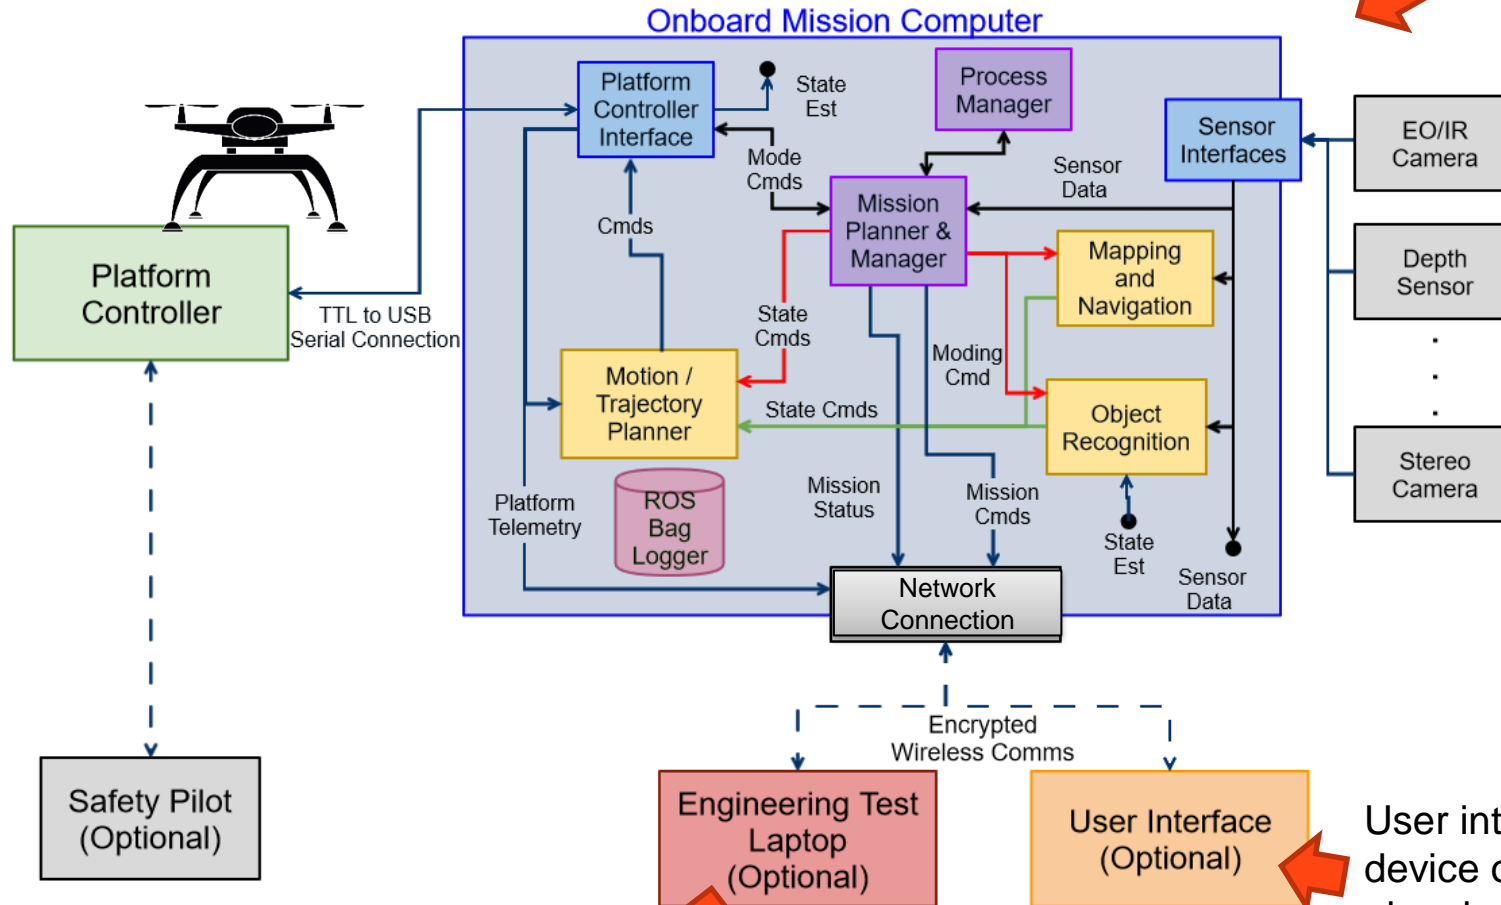 Onboard Mission Computer
Platform
Controller
Interface
State
Est
Process
Manager
Sensor
Interfaces
EO/IR
Camera
Mode
Cmds
Sensor
Data
Mission
Planner &
Manager
Cmds
Mapping
and
Navigation
Depth
Sensor
Platform
Controller
TTL to USB
Serial Connection
State
Cmds
Moding
Cmd
Motion /
Trajectory
Planner
State Cmds
Object
Recognition
Stereo
Camera
Platform
Telemetry
ROS
Bag
Logger
Mission
Status
Mission
Cmds
State
Est
Sensor
Data
Network
Connection
Encrypted
Wireless Comms
Safety Pilot
(Optional)
Engineering Test
Laptop
(Optional)
User Interface
(Optional)
User int
device